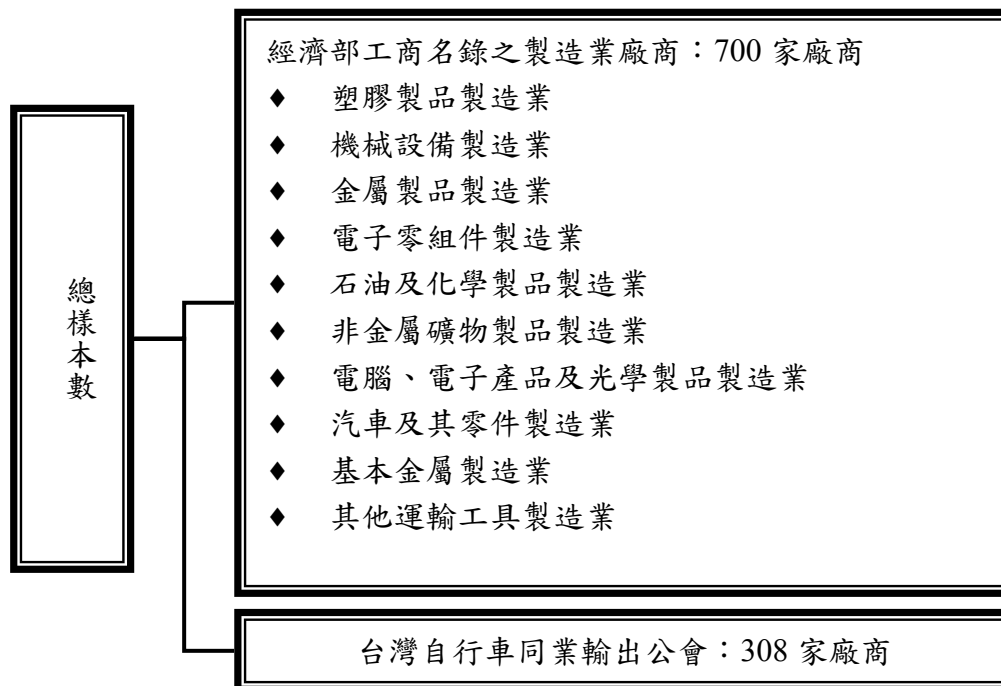 總樣本數
經濟部工商名錄之製造業廠商：700 家廠商
♦ 塑膠製品製造業
♦ 機械設備製造業
♦ 金屬製品製造業
♦ 電子零組件製造業
♦ 石油及化學製品製造業
♦ 非金屬礦物製品製造業
♦ 電腦、電子產品及光學製品製造業
♦ 汽車及其零件製造業
♦ 基本金屬製造業
♦ 其他運輸工具製造業
台灣自行車同業輸出公會：308 家廠商